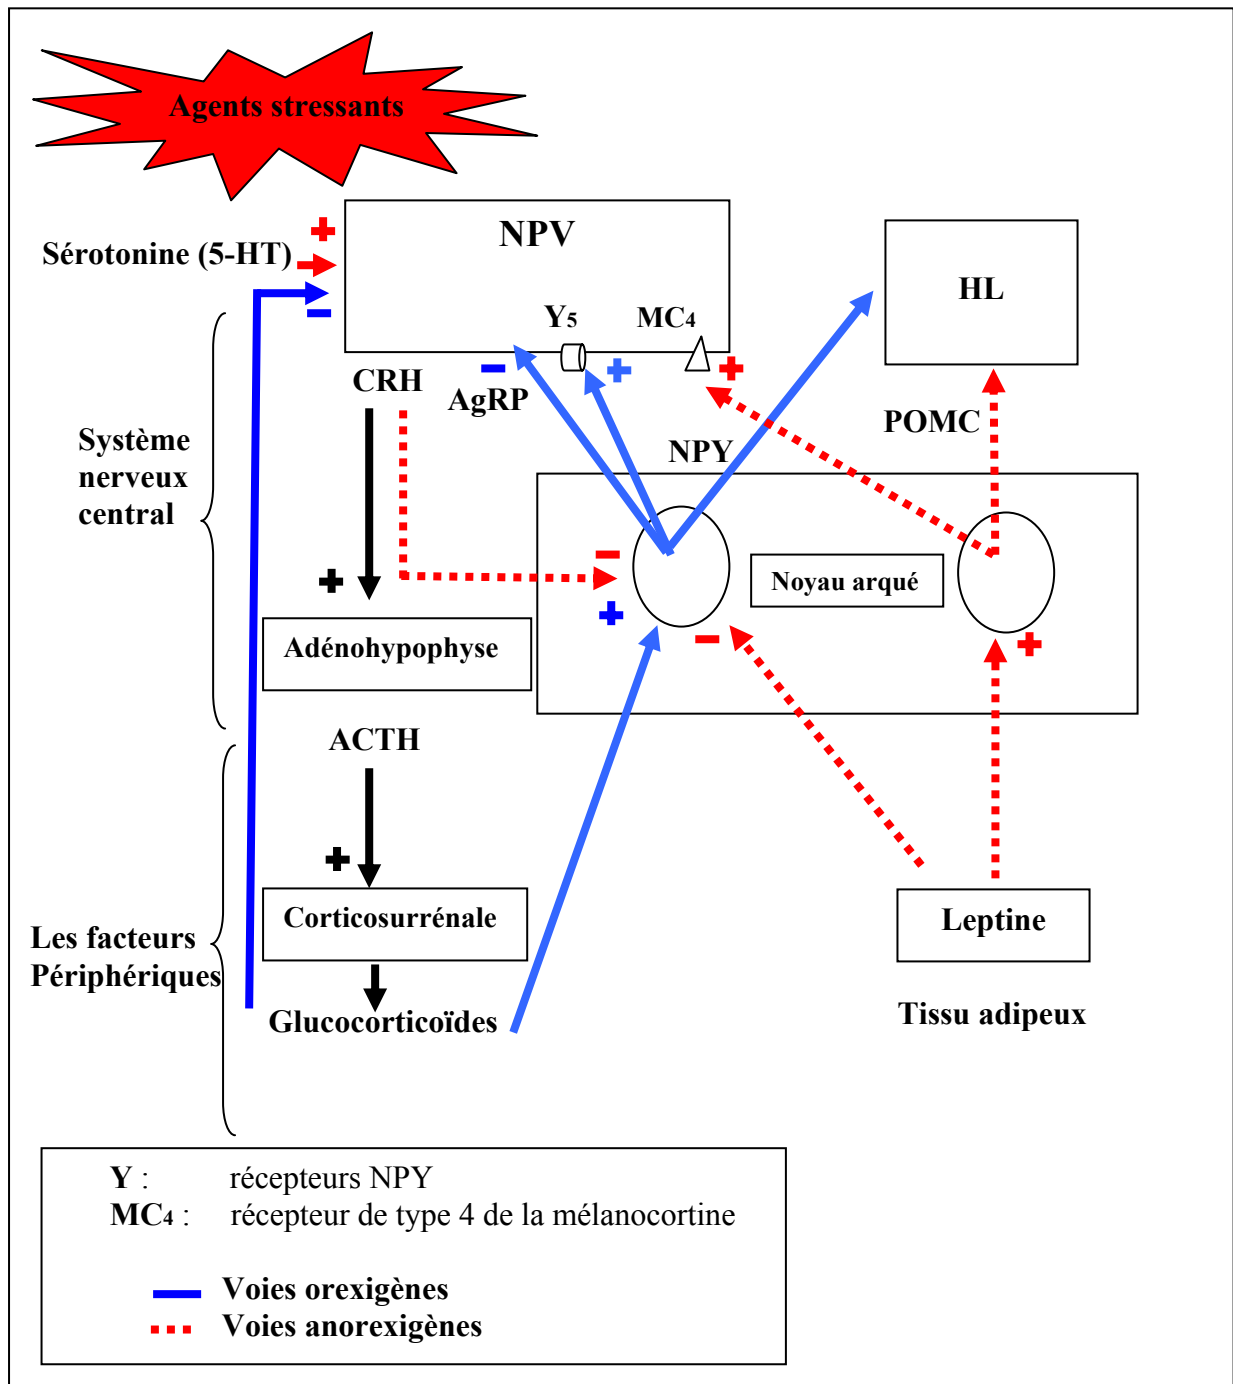 Agents stressants
NPV
Sérotonine (5-HT)
HL
Y5
MC4
CRH
AgRP
POMC
NPY
Système
nerveux
central
Noyau arqué
Adénohypophyse
ACTH
Corticosurrénale
Leptine
Les facteurs
Périphériques
Glucocorticoïdes
Tissu adipeux
Y : récepteurs NPY
MC4 : récepteur de type 4 de la mélanocortine
Voies orexigènes
Voies anorexigènes